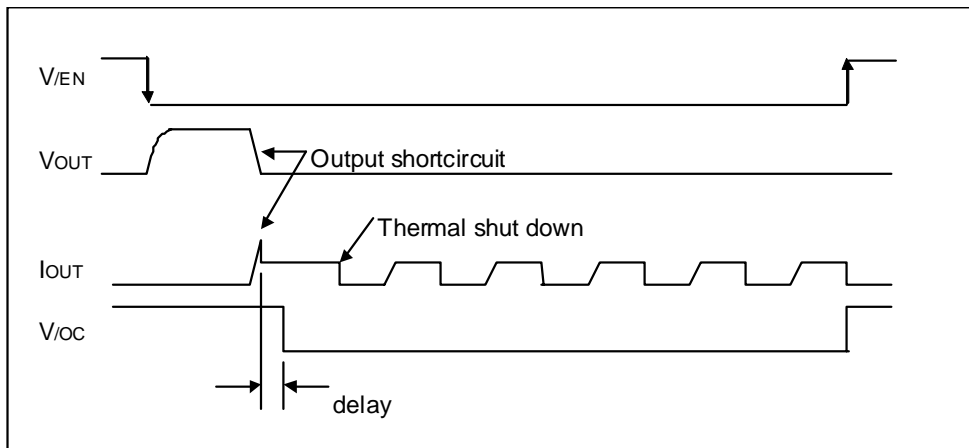 V/EN
VOUT
Output shortcircuit
Thermal shut down
IOUT
V/OC
delay